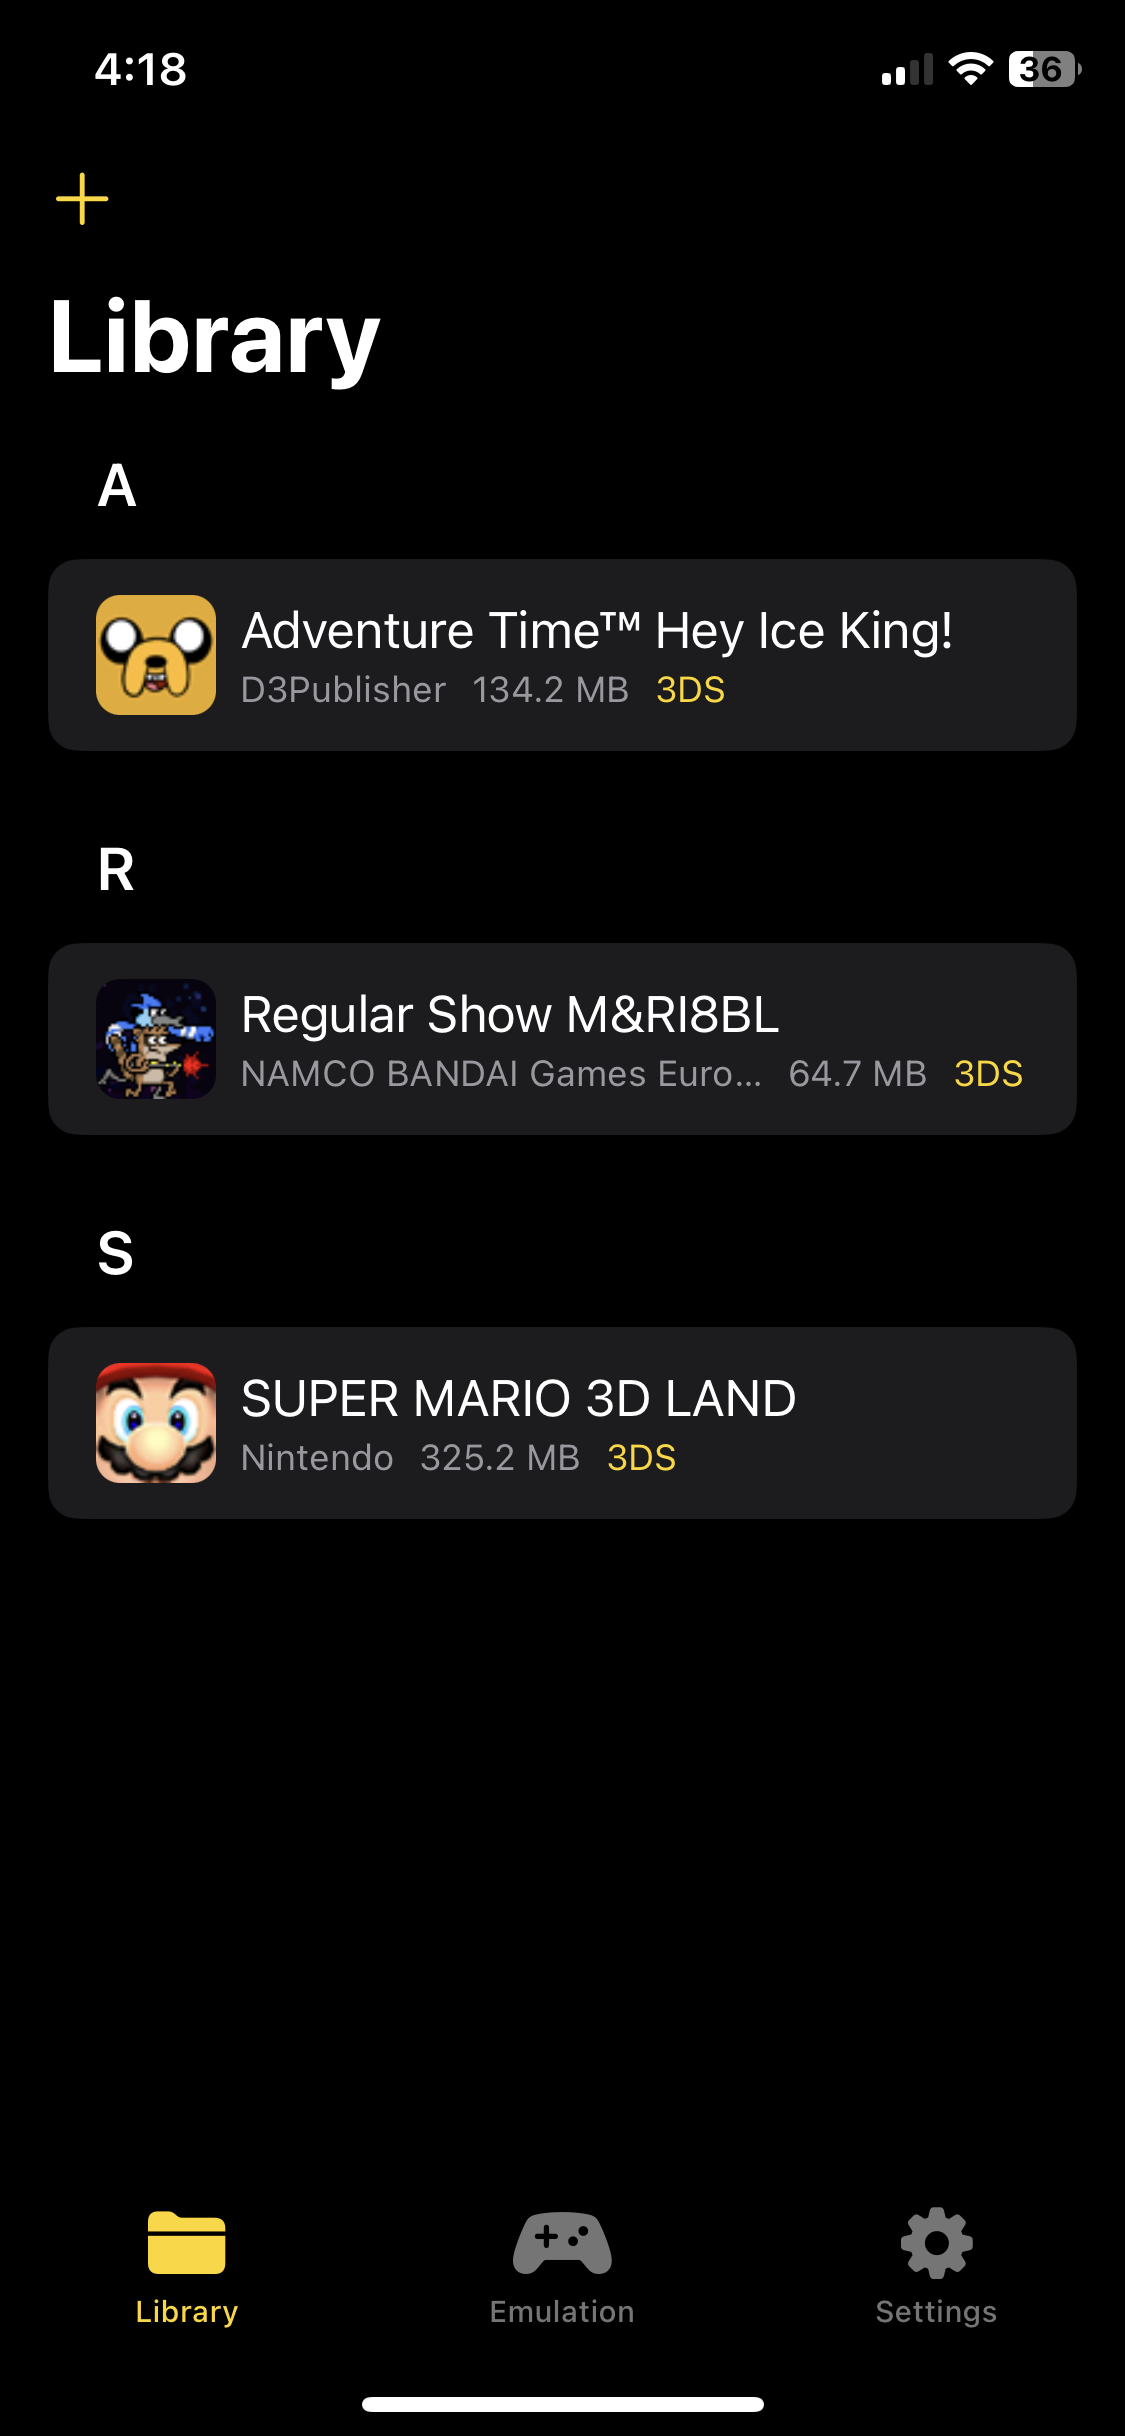 4:18
36
Library
A
Adventure Time™ Hey Ice King!
D3Publisher 134.2 MB 3DS
R
Regular Show M&RI8BL
NAMCO BANDAI Games Euro... 64.7 MB 3DS
S
SUPER MARIO 3D LAND
Nintendo 325.2 MB 3DS
Library Emulation Settings